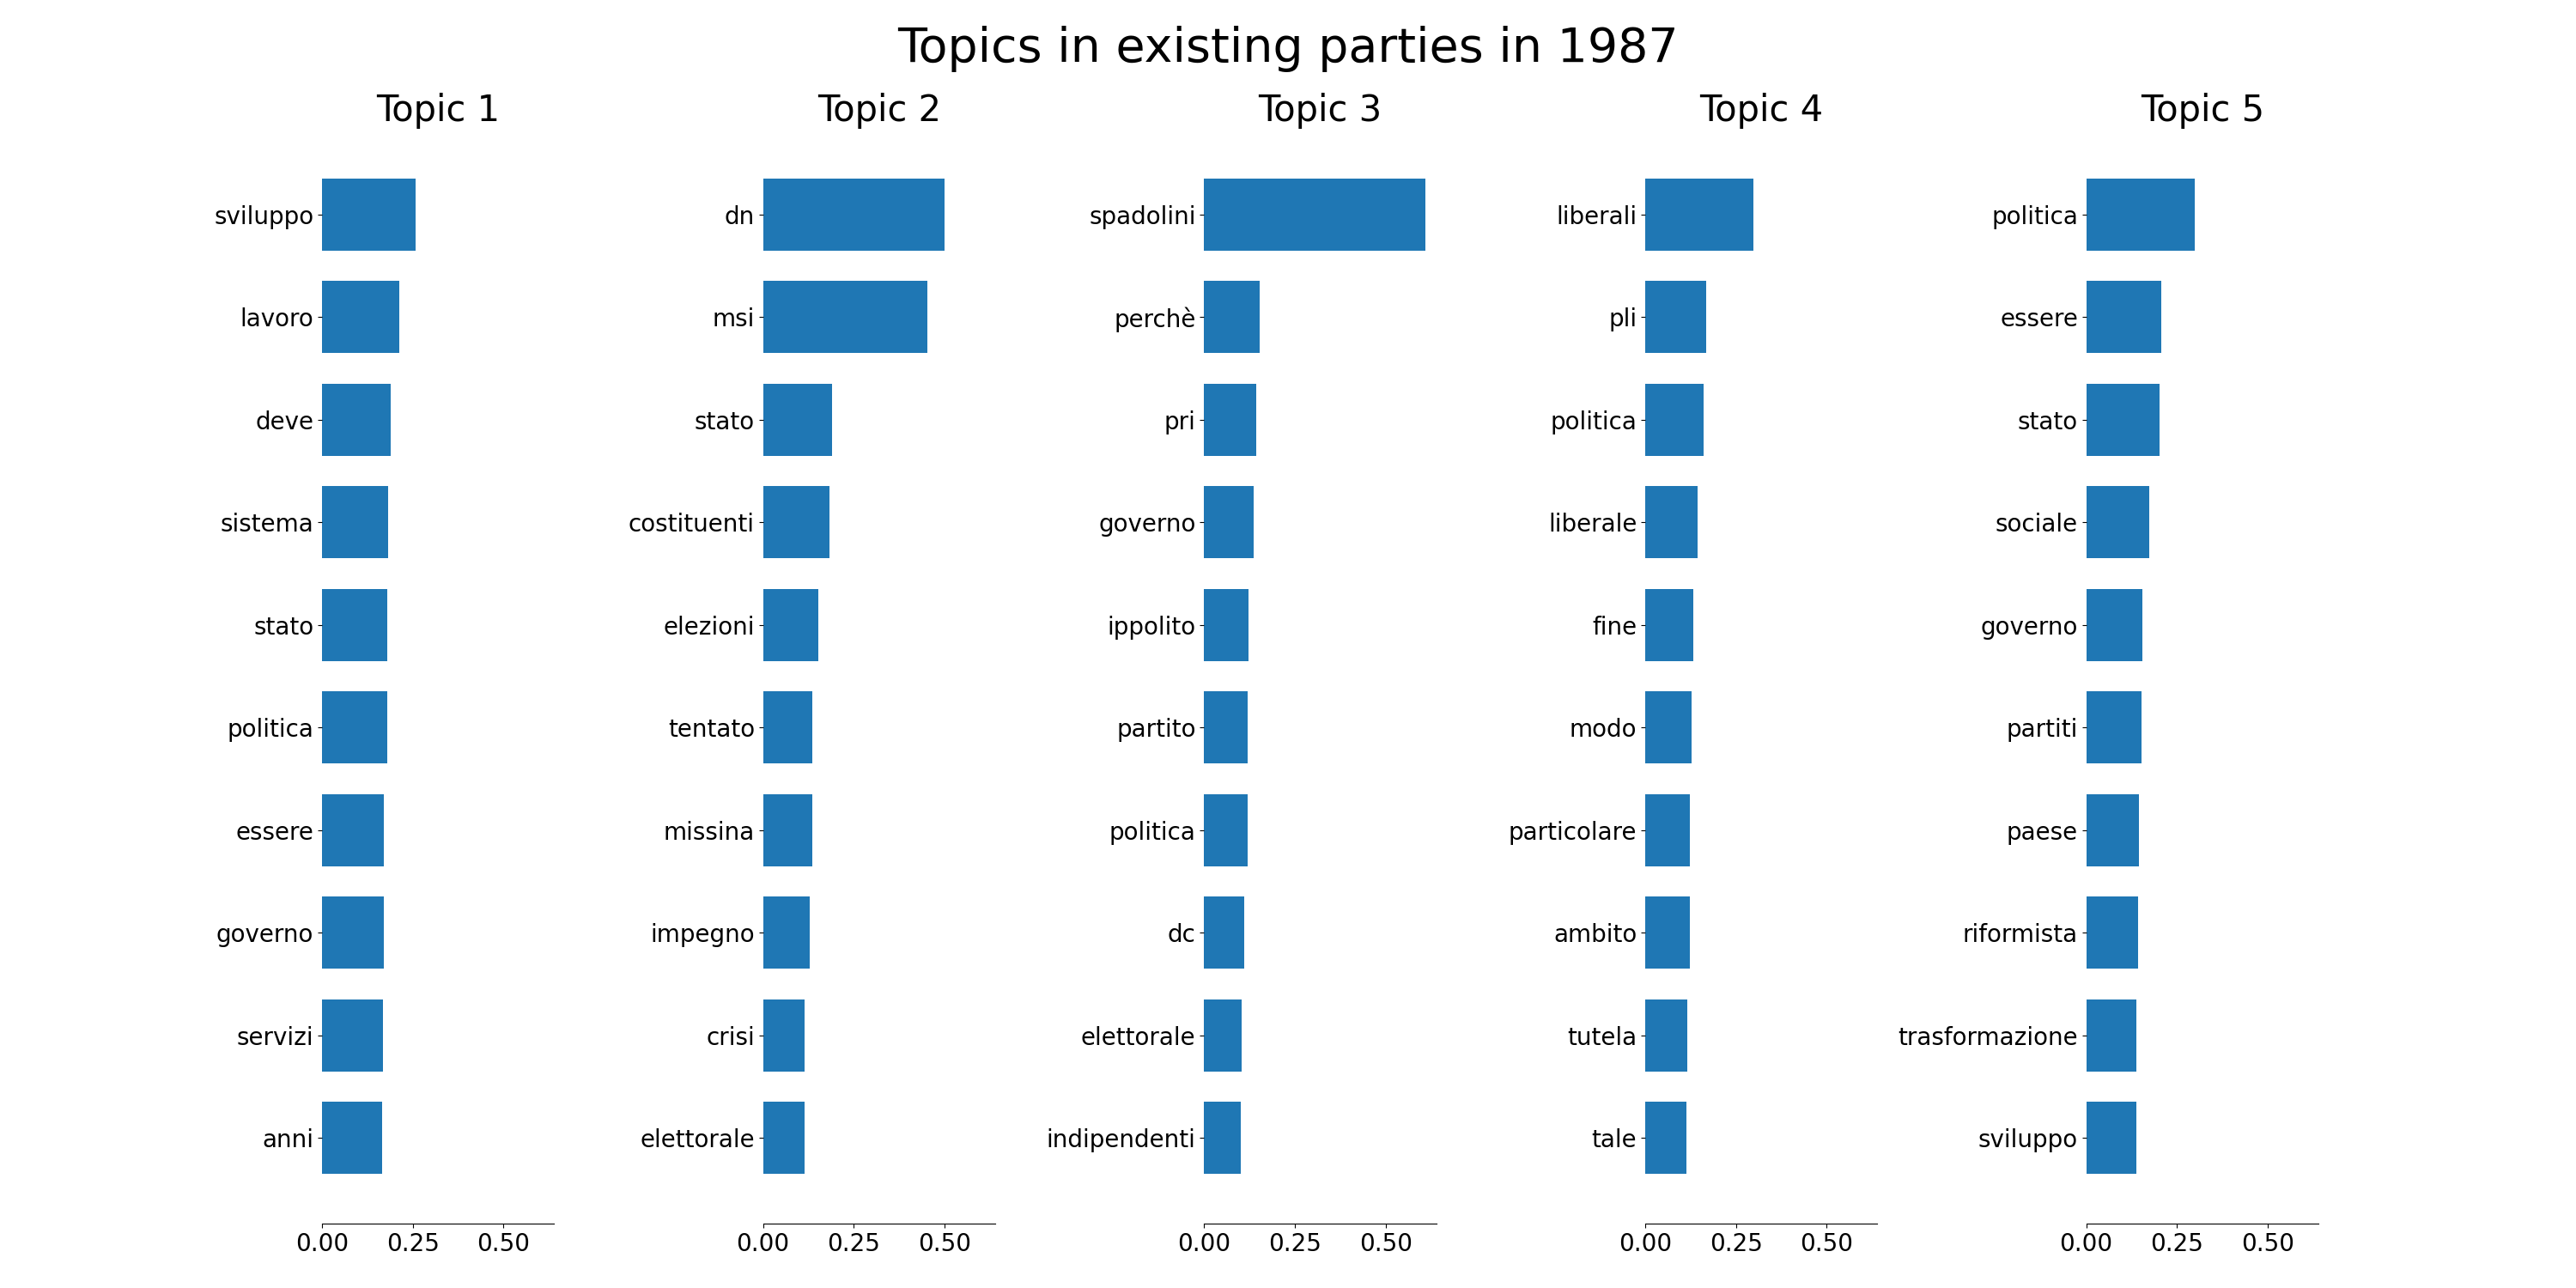 Topics in existing parties in 1987
Topic 1
sviluppo
lavoro
deve
sistema
stato
politica
essere
governo
servizi
anni
0.00 0.25 0.50
Topic 2
dn
msi
stato
costituenti
elezioni
tentato
missina
impegno
crisi
elettorale
0.00 0.25 0.50
Topic 3
spadolini
perchè
pri
governo
ippolito
partito
politica
dc
elettorale
indipendenti
0.00 0.25 0.50
Topic 4
liberali
pli
politica
liberale
fine
modo
particolare
ambito
tutela
tale
0.00 0.25 0.50
Topic 5
politica
essere
stato
sociale
governo
partiti
paese
riformista
trasformazione
sviluppo
0.00 0.25 0.50